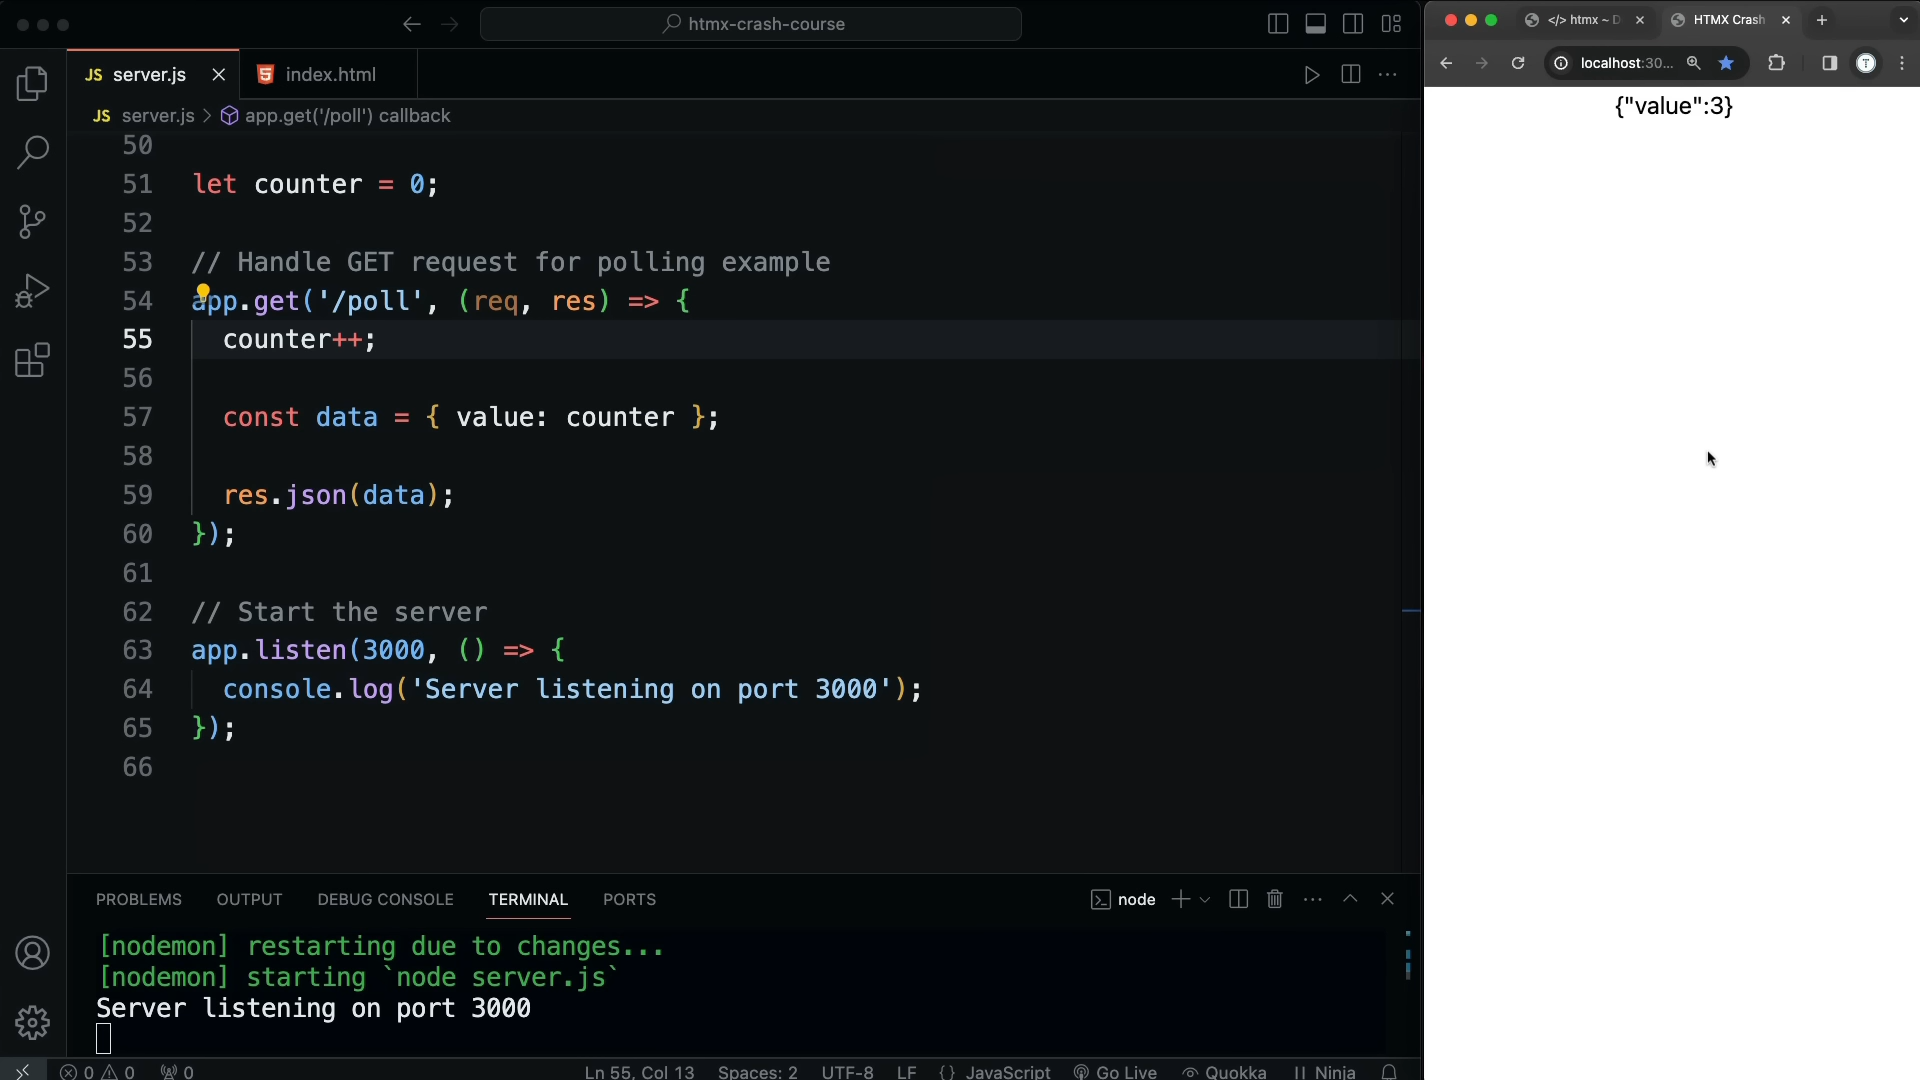 htmx-crash-course
JS server.js
index.html
JS server.js > app.get('/poll') callback
50
51 let counter = 0;
52
53 // Handle GET request for polling example
54 app.get('/poll', (req, res) => {
55 counter++;
56
57 const data = { value: counter };
58
59 res.json(data);
60 });
61
62 // Start the server
63 app.listen(3000, () => {
64 console.log('Server listening on port 3000');
65 });
66
PROBLEMS OUTPUT DEBUG CONSOLE TERMINAL PORTS
node
[nodemon] restarting due to changes...
[nodemon] starting `node server.js`
Server listening on port 3000
0 0 0
Ln 55, Col 13 Spaces: 2 UTF-8 LF {} JavaScript Go Live Quokka Ninja
</> htmx ~ D
HTMX Crash
localhost:30...
T
{"value":3}